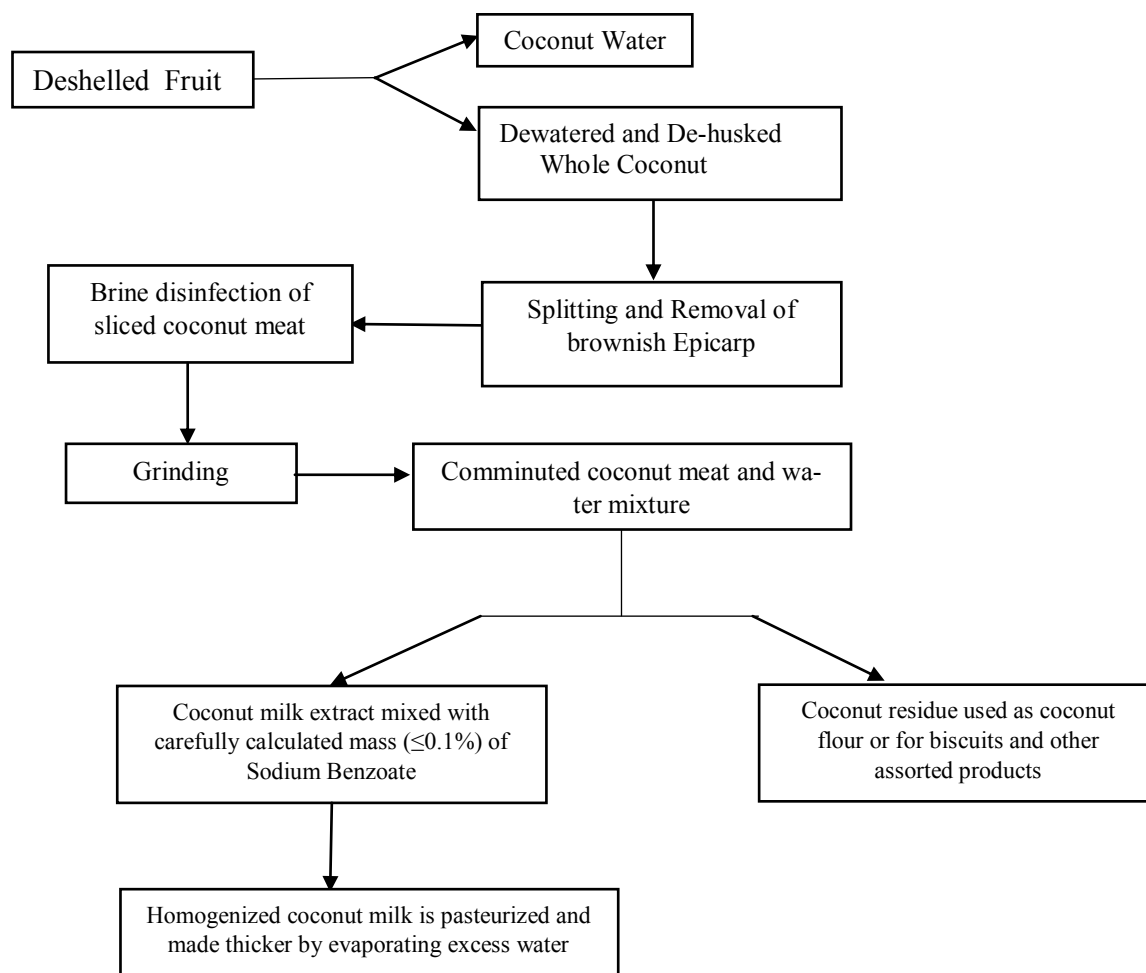 Coconut Water
Deshelled Fruit
Dewatered and De-husked
Whole Coconut
Brine disinfection of
sliced coconut meat
Splitting and Removal of
brownish Epicarp
Grinding
Comminuted coconut meat and wa-
ter mixture
Coconut milk extract mixed with
carefully calculated mass (≤0.1%) of
Sodium Benzoate
Coconut residue used as coconut
flour or for biscuits and other
assorted products
Homogenized coconut milk is pasteurized and
made thicker by evaporating excess water